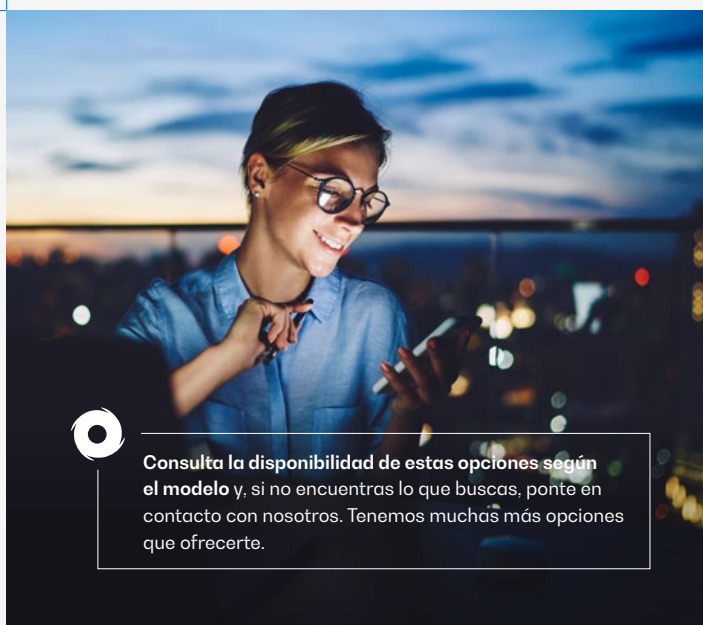 Consulta la disponibilidad de estas opciones según
el modelo y, si no encuentras lo que buscas, ponte en
contacto con nosotros. Tenemos muchas más opciones
que ofrecerte.